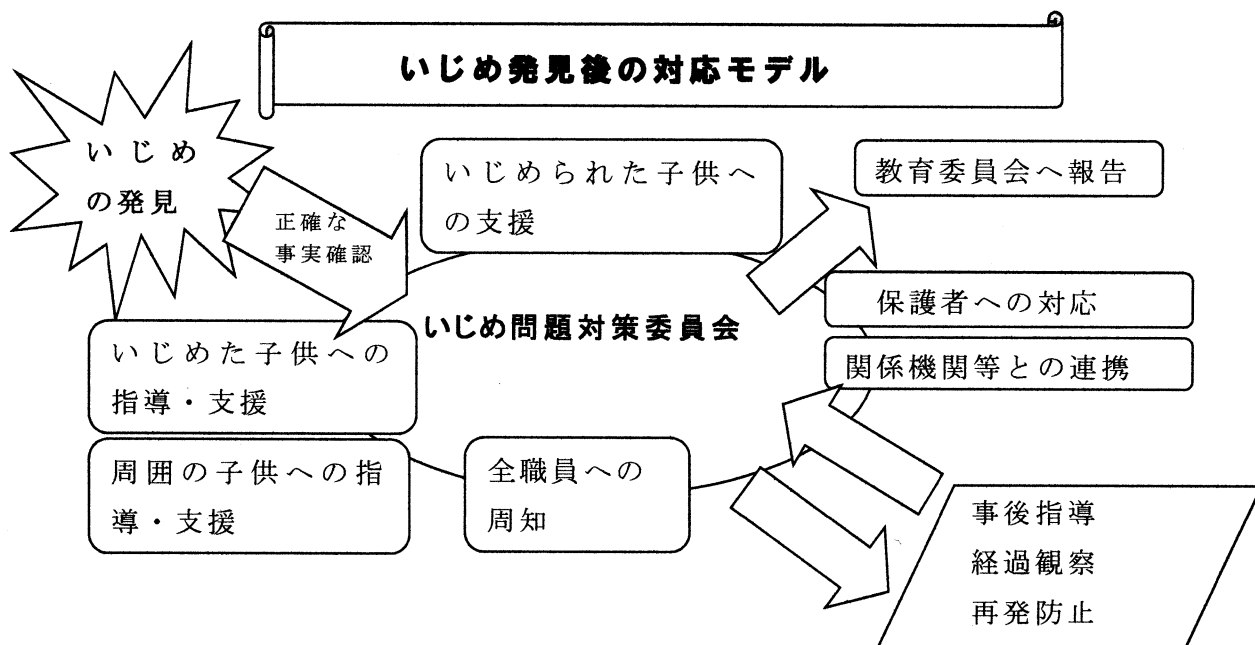 いじめ発見後の対応モデル
いじめ
の発見
正確な
事実確認
いじめられた子供へ
の支援
教育委員会へ報告
保護者への対応
関係機関等との連携
いじめ問題対策委員会
いじめた子供への
指導・支援
周囲の子供への指
導・支援
全職員への
周知
事後指導
経過観察
再発防止